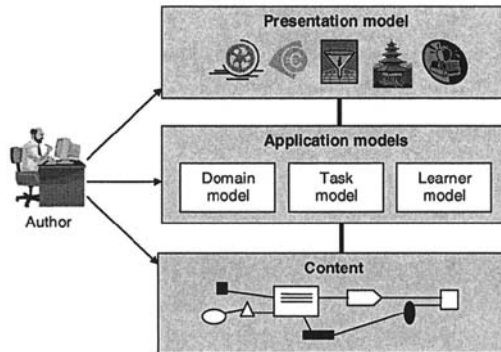 Presentation model
Application models
Domain
model
Task
model
Learner
model
Author
Content